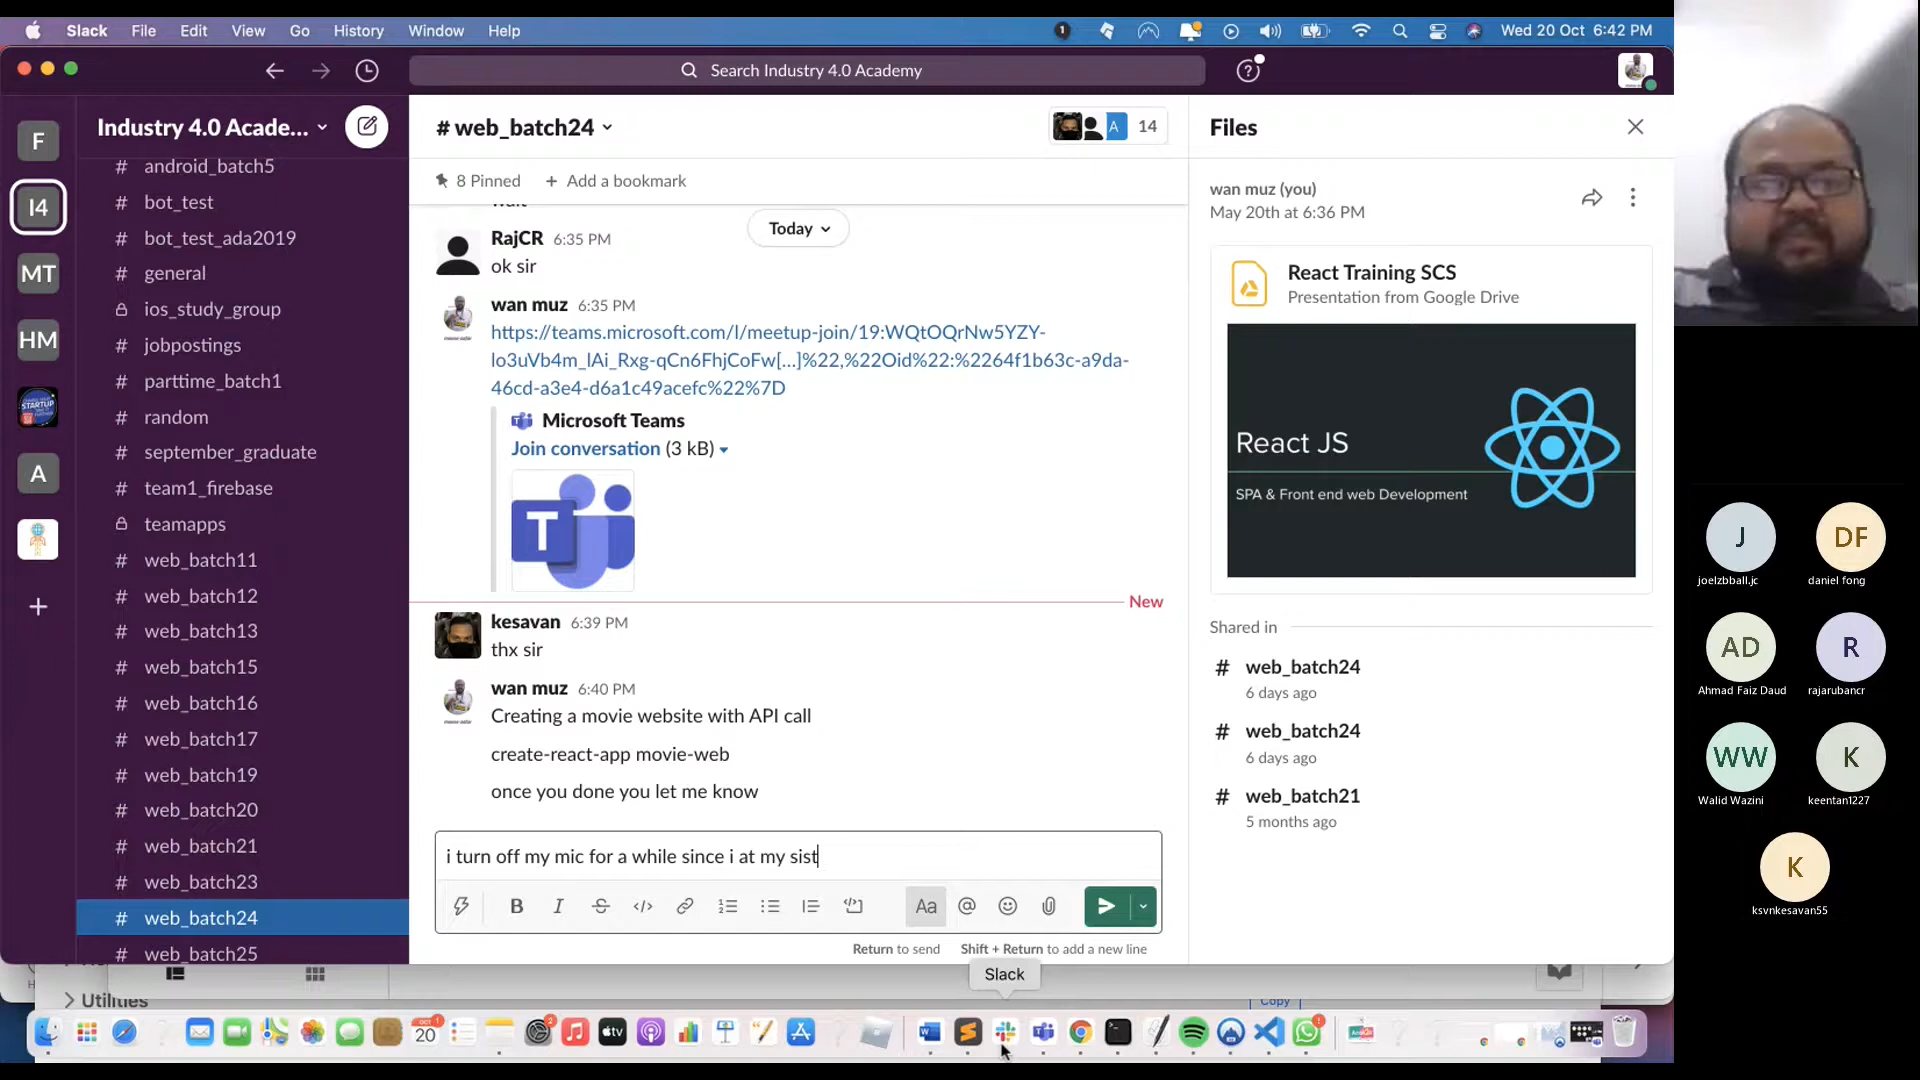 Slack File Edit View Go History Window Help
1
Wed 20 Oct 6:42 PM
Search Industry 4.0 Academy
F
I4
MT
HM
STARTUP
A
Industry 4.0 Acade...
# android_batch5
# bot_test
# bot_test_ada2019
# general
ios_study_group
# jobpostings
# parttime_batch1
# random
# september_graduate
# team1_firebase
teamapps
# web_batch11
# web_batch12
# web_batch13
# web_batch15
# web_batch16
# web_batch17
# web_batch19
# web_batch20
# web_batch21
# web_batch23
# web_batch24
# web_batch25
# web_batch24
A 14
8 Pinned + Add a bookmark
wait
Today
RajCR 6:35 PM
ok sir
wan muz 6:35 PM
https://teams.microsoft.com/l/meetup-join/19:WQtOQrNw5YZY-
lo3uVb4m_lAi_Rxg-qCn6FhjCoFw[...]%22,%22Oid%22:%2264f1b63c-a9da-
46cd-a3e4-d6a1c49acefc%22%7D
Microsoft Teams
Join conversation (3 kB)
T
New
kesavan 6:39 PM
thx sir
wan muz 6:40 PM
Creating a movie website with API call
create-react-app movie-web
once you done you let me know
i turn off my mic for a while since i at my sist
B I S </> Aa @
Return to send Shift + Return to add a new line
Slack
Files
wan muz (you)
May 20th at 6:36 PM
React Training SCS
Presentation from Google Drive
React JS
SPA & Front end web Development
Shared in
# web_batch24
6 days ago
# web_batch24
6 days ago
# web_batch21
5 months ago
Utilities
Copy
OCT
20
tv
W
J
joelzbball.jc
DF
daniel fong
AD
Ahmad Faiz Daud
R
rajarubancr
WW
Walid Wazini
K
keentan1227
K
ksvnkesavan55